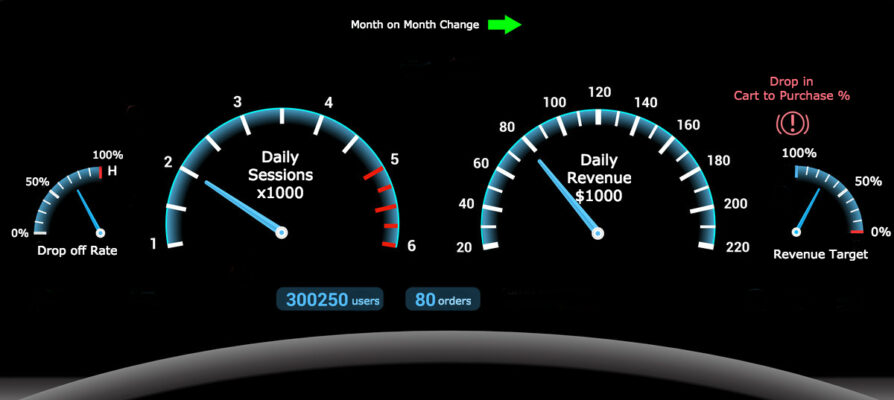 Month on Month Change
Drop in
Cart to Purchase %
3
4
2
5
1
6
Daily
Sessions
x1000
100
120
140
80
160
60
180
40
200
20
220
Daily
Revenue
$1000
100%
H
50%
0%
Drop off Rate
100%
50%
0%
Revenue Target
300250 users
80 orders